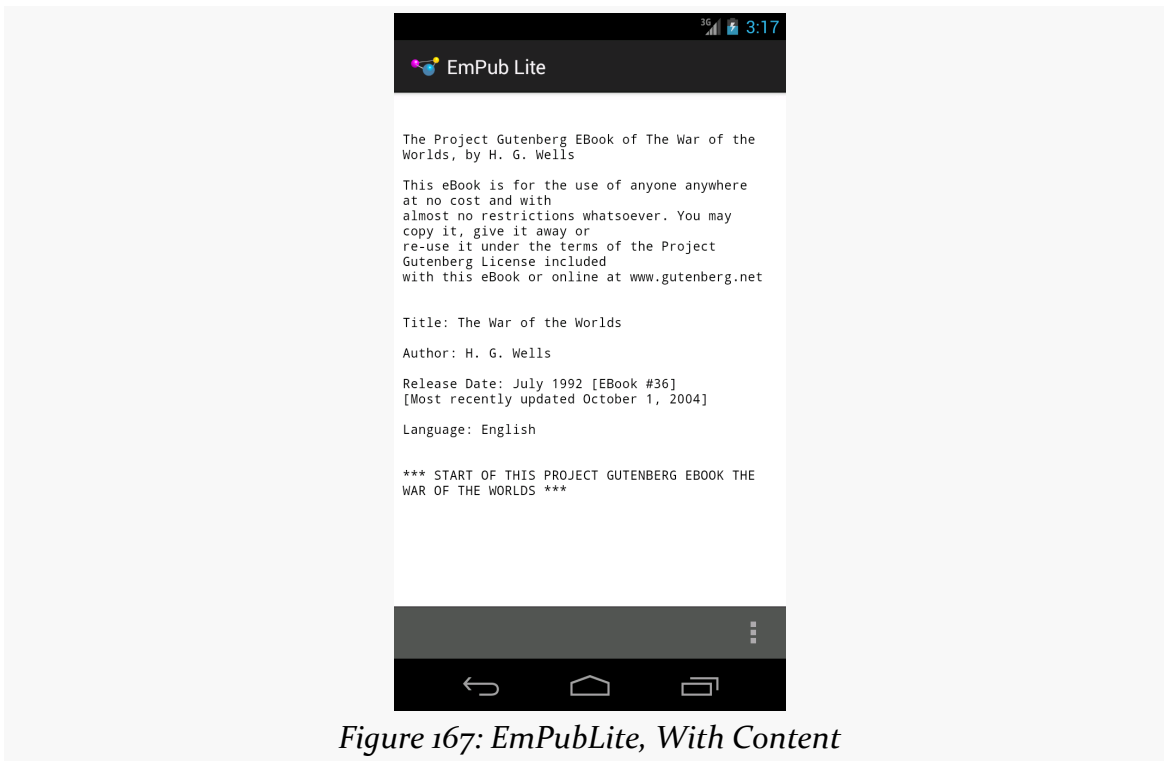 3G 3:17
EmPub Lite
The Project Gutenberg EBook of The War of the
Worlds, by H. G. Wells
This eBook is for the use of anyone anywhere
at no cost and with
almost no restrictions whatsoever. You may
copy it, give it away or
re-use it under the terms of the Project
Gutenberg License included
with this eBook or online at www.gutenberg.net
Title: The War of the Worlds
Author: H. G. Wells
Release Date: July 1992 [EBook #36]
[Most recently updated October 1, 2004]
Language: English
*** START OF THIS PROJECT GUTENBERG EBOOK THE
WAR OF THE WORLDS ***
Figure 167: EmPubLite, With Content